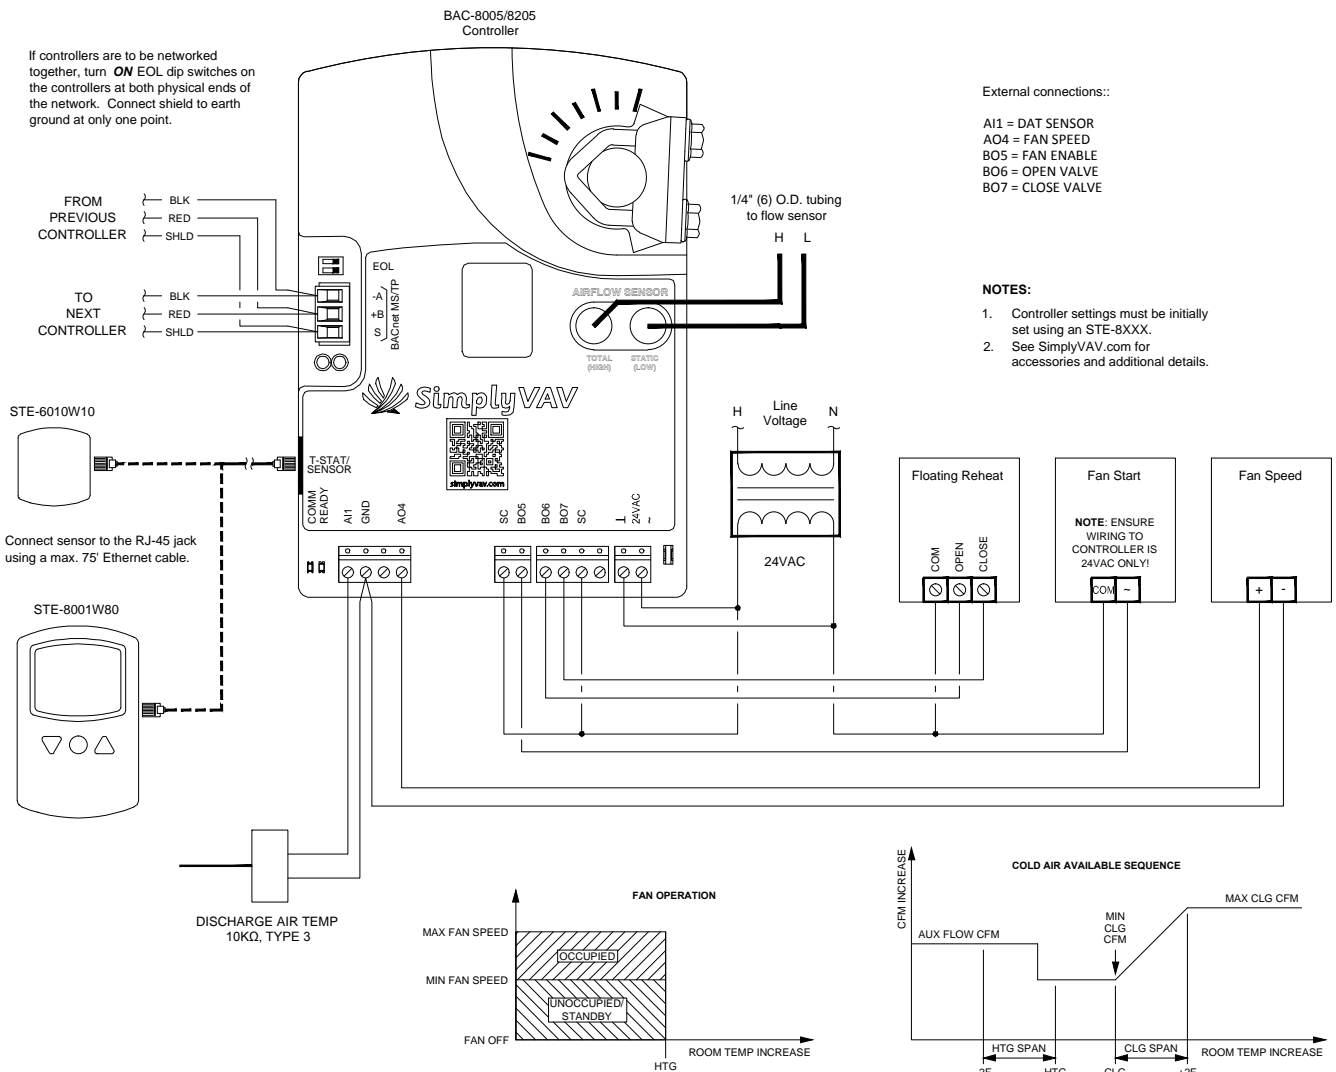 BAC-8005/8205
Controller
If controllers are to be networked
together, turn ON EOL dip switches on
the controllers at both physical ends of
the network. Connect shield to earth
ground at only one point.
External connections::
AI1 = DAT SENSOR
AO4 = FAN SPEED
BO5 = FAN ENABLE
BO6 = OPEN VALVE
BO7 = CLOSE VALVE
FROM
PREVIOUS
CONTROLLER
BLK
RED
SHLD
1/4" (6) O.D. tubing
to flow sensor
H L
TO
NEXT
CONTROLLER
BLK
RED
SHLD
EOL
-A
+B
S
BACnet MS/TP
AIRFLOW SENSOR
TOTAL
(HIGH)
STATIC
(LOW)
NOTES:
1. Controller settings must be initially
set using an STE-8XXX.
2. See SimplyVAV.com for
accessories and additional details.
SimplyVAV
simplyvav.com
STE-6010W10
T-STAT/
SENSOR
COMM
READY
AI1
GND
AO4
SC
BO5
BO6
BO7
SC
24VAC
~
H
Line
Voltage
N
24VAC
Connect sensor to the RJ-45 jack
using a max. 75' Ethernet cable.
STE-8001W80
Floating Reheat
COM
OPEN
CLOSE
Fan Start
NOTE: ENSURE
WIRING TO
CONTROLLER IS
24VAC ONLY!
COM ~
Fan Speed
+ -
DISCHARGE AIR TEMP
10KΩ, TYPE 3
FAN OPERATION
MAX FAN SPEED
OCCUPIED
MIN FAN SPEED
UNOCCUPIED/
STANDBY
FAN OFF
ROOM TEMP INCREASE
HTG
COLD AIR AVAILABLE SEQUENCE
CFM INCREASE
AUX FLOW CFM
MIN
CLG
CFM
MAX CLG CFM
HTG SPAN
CLG SPAN
ROOM TEMP INCREASE
HTG
CLG